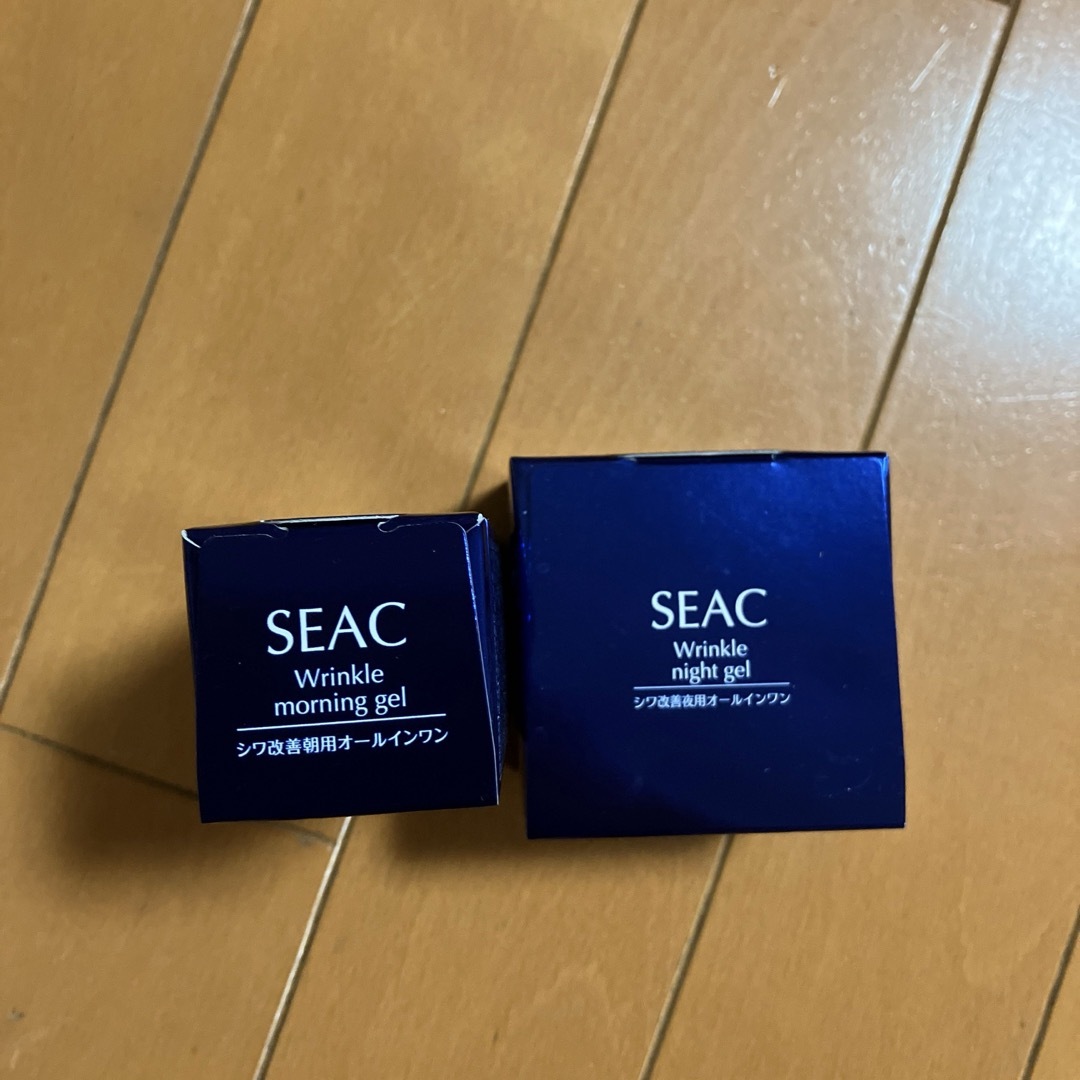 SEAC
Wrinkle
morning gel
シワ改善朝用オールインワン
SEAC
Wrinkle
night gel
シワ改善夜用オールインワン